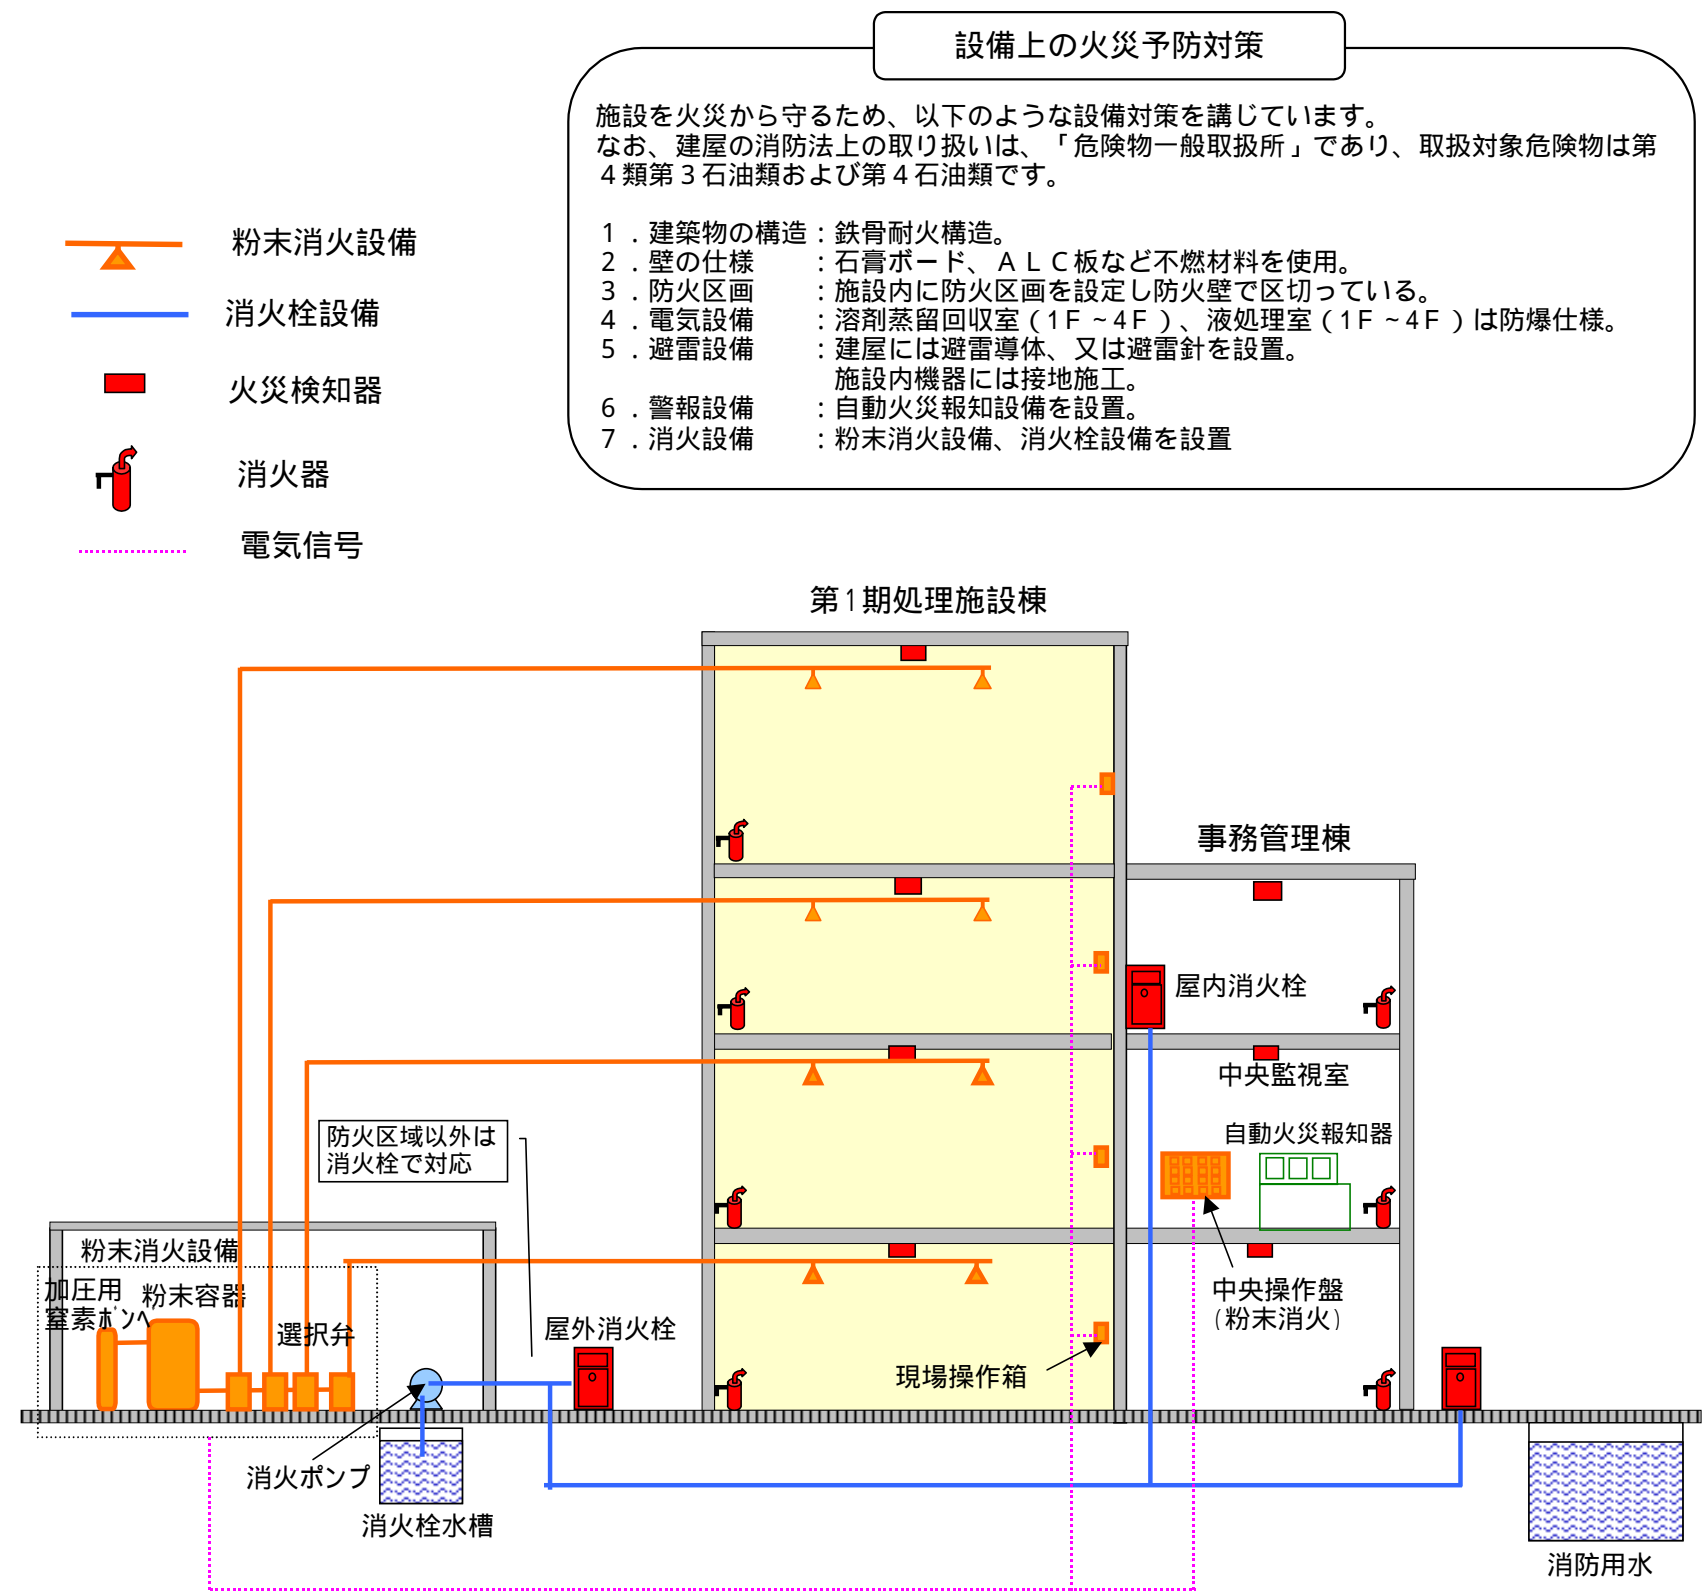 設備上の火災予防対策
施設を火災から守るため、以下のような設備対策を講じています。
なお、建屋の消防法上の取り扱いは、「危険物一般取扱所」であり、取扱対象危険物は第
４類第３石油類および第４石油類です。
１．建築物の構造：鉄骨耐火構造。
２．壁の仕様　　：石膏ボード、ＡＬＣ板など不燃材料を使用。
３．防火区画　　：施設内に防火区画を設定し防火壁で区切っている。
４．電気設備　　：溶剤蒸留回収室（1Ｆ～4Ｆ）、液処理室（1Ｆ～4Ｆ）は防爆仕様。
５．避雷設備　　：建屋には避雷導体、又は避雷針を設置。
施設内機器には接地施工。
６．警報設備　　：自動火災報知設備を設置。
７．消火設備　　：粉末消火設備、消火栓設備を設置
粉末消火設備
消火栓設備
火災検知器
消火器
電気信号
第1期処理施設棟
事務管理棟
屋内消火栓
中央監視室
自動火災報知器
防火区域以外は
消火栓で対応
粉末消火設備
加圧用
窒素ﾎﾞﾝﾍﾞ
粉末容器
選択弁
屋外消火栓
中央操作盤
(粉末消火)
現場操作箱
消火ポンプ
消火栓水槽
消防用水